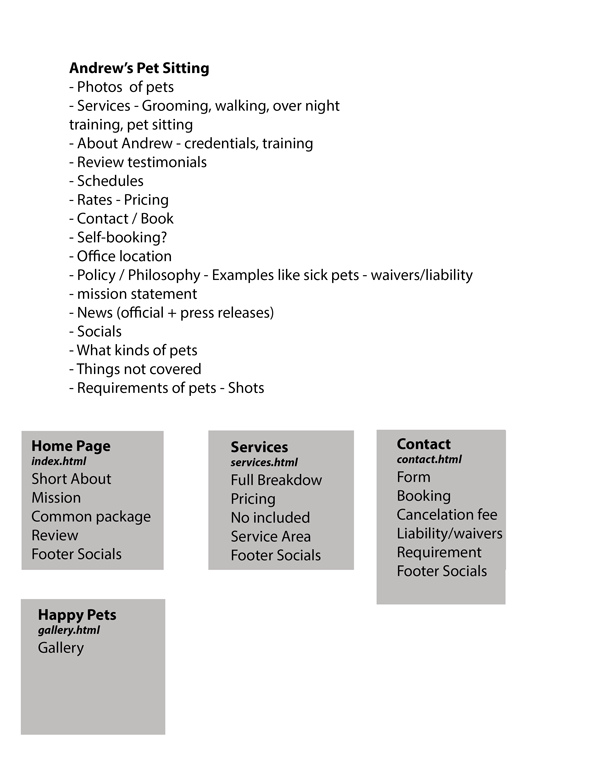 Andrew’s Pet Sitting
- Photos  of pets
- Services - Grooming, walking, over night
training, pet sitting
- About Andrew - credentials, training
- Review testimonials
- Schedules
- Rates - Pricing
- Contact / Book
- Self-booking?
- Office location
- Policy / Philosophy - Examples like sick pets - waivers/liability
- mission statement
- News (official + press releases)
- Socials
- What kinds of pets
- Things not covered
- Requirements of pets - Shots
Home Page
index.html
Short About
Mission
Common package
Review
Footer Socials
Services
services.html
Full Breakdow
Pricing
No included
Service Area
Footer Socials
Contact
contact.html
Form
Booking
Cancelation fee
Liability/waivers
Requirement
Footer Socials
Happy Pets
gallery.html
Gallery